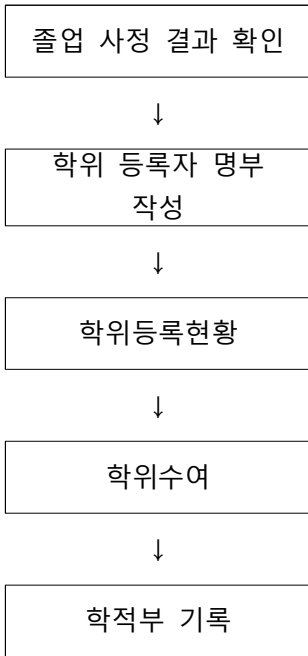 졸업 사정 결과 확인
↓
학위 등록자 명부
작성
↓
학위등록현황
↓
학위수여
↓
학적부 기록